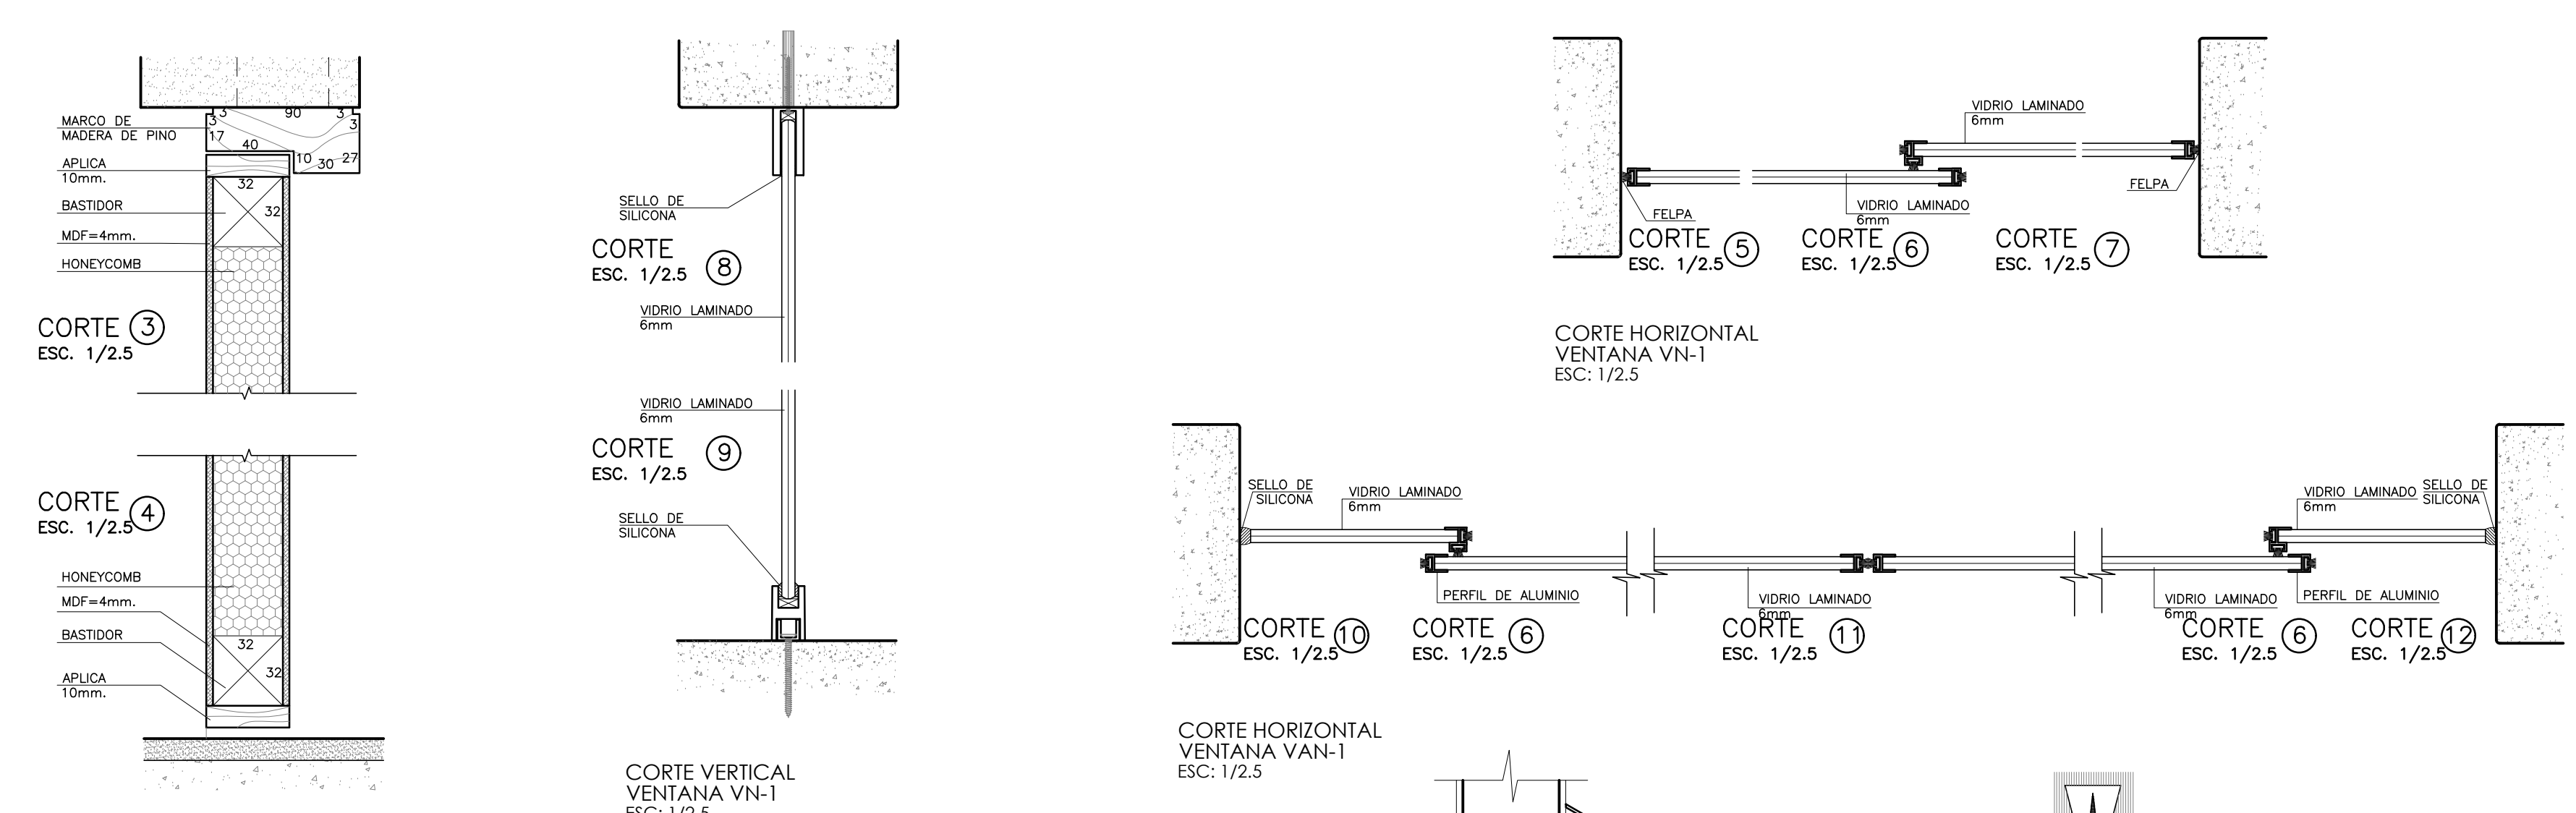 3
90
3
3
3
17
40
10
30
27
MARCO DE
MADERA DE PINO
APLICA
10mm.
32
BASTIDOR
32
MDF=4mm.
HONEYCOMB
CORTE 3
ESC. 1/2.5
CORTE 4
ESC. 1/2.5
HONEYCOMB
MDF=4mm.
BASTIDOR
32
32
APLICA
10mm.
SELLO DE
SILICONA
CORTE 8
ESC. 1/2.5
VIDRIO LAMINADO
6mm
VIDRIO LAMINADO
6mm
CORTE 9
ESC. 1/2.5
SELLO DE
SILICONA
CORTE VERTICAL
VENTANA VN-1
ESC: 1/2.5
VIDRIO LAMINADO
6mm
FELPA
VIDRIO LAMINADO
6mm
FELPA
CORTE 5
ESC. 1/2.5
CORTE 6
ESC. 1/2.5
CORTE 7
ESC. 1/2.5
CORTE HORIZONTAL
VENTANA VN-1
ESC: 1/2.5
SELLO DE
SILICONA
VIDRIO LAMINADO
6mm
VIDRIO LAMINADO
6mm
SELLO DE
SILICONA
PERFIL DE ALUMINIO
VIDRIO LAMINADO
6mm
VIDRIO LAMINADO
6mm
PERFIL DE ALUMINIO
CORTE 10
ESC. 1/2.5
CORTE 6
ESC. 1/2.5
CORTE 11
ESC. 1/2.5
CORTE 6
ESC. 1/2.5
CORTE 12
ESC. 1/2.5
CORTE HORIZONTAL
VENTANA VAN-1
ESC: 1/2.5